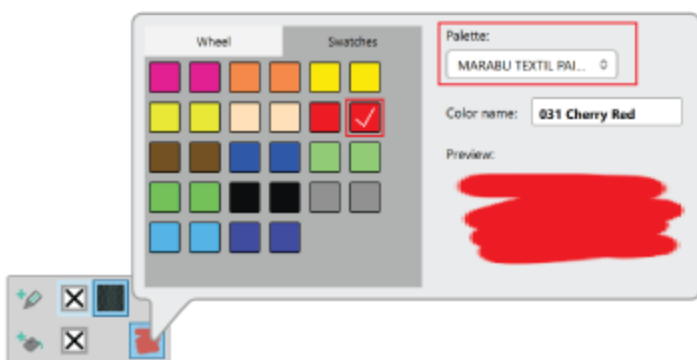 Wheel
Swatches
Palette:
MARABU TEXTIL PAI...
Color name:
031 Cherry Red
Preview: